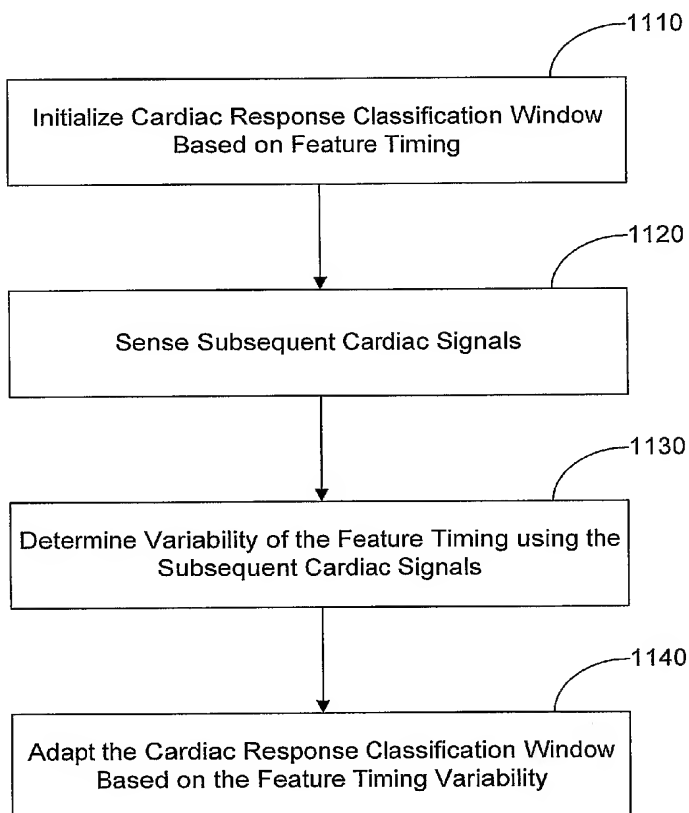 1110
Initialize Cardiac Response Classification Window
Based on Feature Timing
1120
Sense Subsequent Cardiac Signals
1130
Determine Variability of the Feature Timing using the
Subsequent Cardiac Signals
1140
Adapt the Cardiac Response Classification Window
Based on the Feature Timing Variability